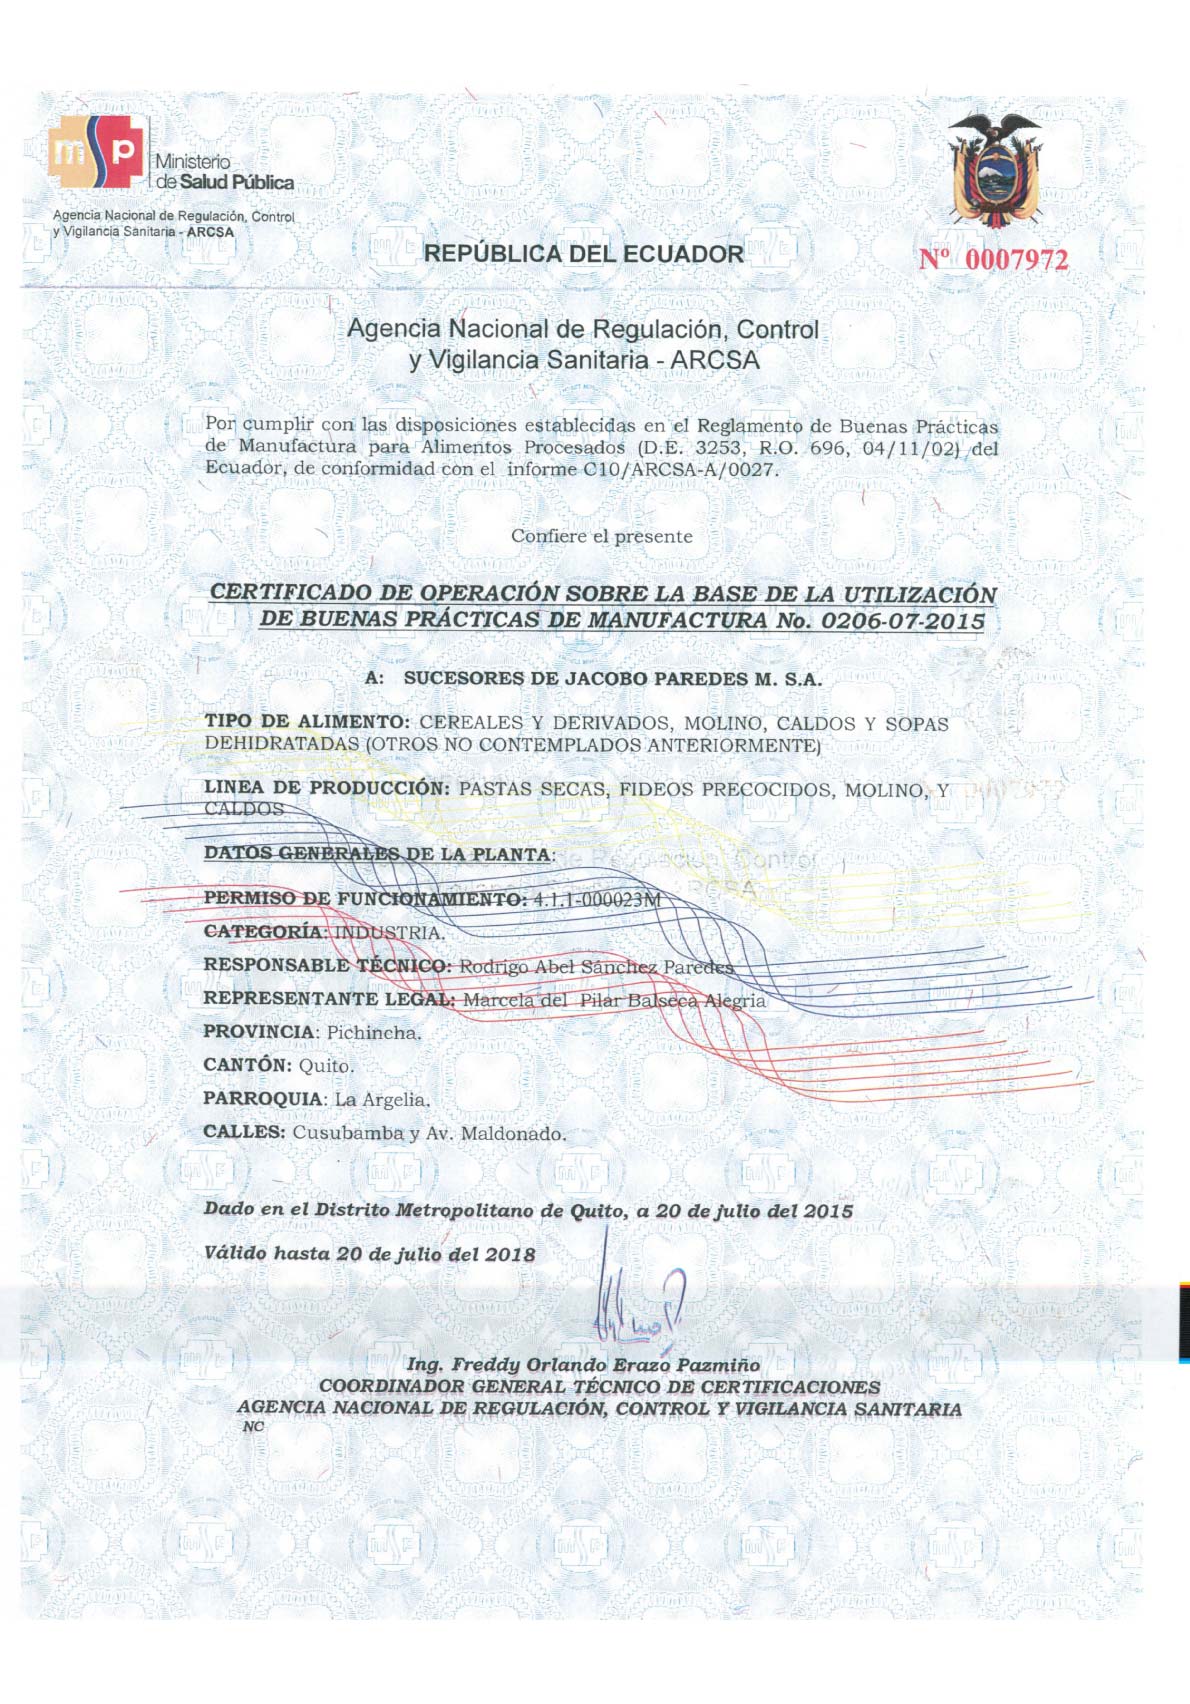 msp
Ministerio
de Salud Pública
Agencia Nacional de Regulación, Control
y Vigilancia Sanitaria - ARCSA
REPÚBLICA DEL ECUADOR
Nº 0007972
Agencia Nacional de Regulación, Control
y Vigilancia Sanitaria - ARCSA
Por cumplir con las disposiciones establecidas en el Reglamento de Buenas Prácticas
de Manufactura para Alimentos Procesados (D.E. 3253, R.O. 696, 04/11/02) del
Ecuador, de conformidad con el informe C10/ARCSA-A/0027.
Confiere el presente
CERTIFICADO DE OPERACIÓN SOBRE LA BASE DE LA UTILIZACIÓN
DE BUENAS PRÁCTICAS DE MANUFACTURA No. 0206-07-2015
A: SUCESORES DE JACOBO PAREDES M. S.A.
TIPO DE ALIMENTO: CEREALES Y DERIVADOS, MOLINO, CALDOS Y SOPAS
DEHIDRATADAS (OTROS NO CONTEMPLADOS ANTERIORMENTE)
LINEA DE PRODUCCIÓN: PASTAS SECAS, FIDEOS PRECOCIDOS, MOLINO, Y
CALDOS
DATOS GENERALES DE LA PLANTA:
PERMISO DE FUNCIONAMIENTO: 4.1.1-000023M
CATEGORÍA: INDUSTRIA.
RESPONSABLE TÉCNICO: Rodrigo Abel Sánchez Paredes
REPRESENTANTE LEGAL: Marcela del Pilar Balseca Alegria
PROVINCIA: Pichincha.
CANTÓN: Quito.
PARROQUIA: La Argelia.
CALLES: Cusubamba y Av. Maldonado.
Dado en el Distrito Metropolitano de Quito, a 20 de julio del 2015
Válido hasta 20 de julio del 2018
Ing. Freddy Orlando Erazo Pazmiño
COORDINADOR GENERAL TÉCNICO DE CERTIFICACIONES
AGENCIA NACIONAL DE REGULACIÓN, CONTROL Y VIGILANCIA SANITARIA
NC